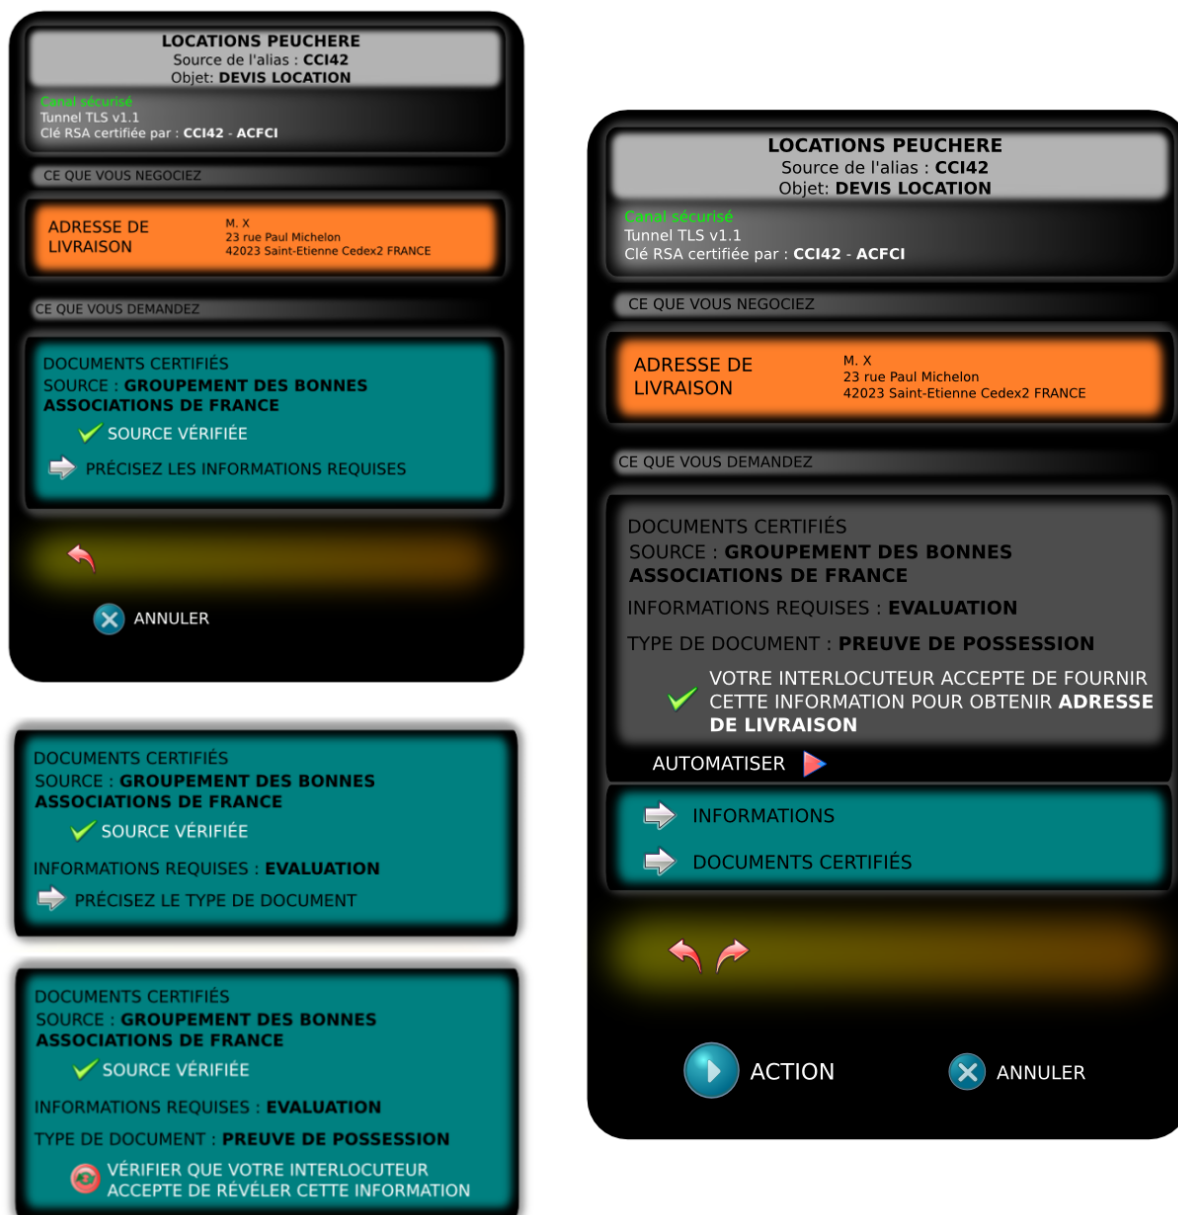 LOCATIONS PEUCHERE
Source de l'alias : CCI42
Objet: DEVIS LOCATION
Canal sécurisé
Tunnel TLS v1.1
Clé RSA certifiée par : CCI42 - ACFCI
CE QUE VOUS NEGOCIEZ
ADRESSE DE
LIVRAISON
M. X
23 rue Paul Michelon
42023 Saint-Etienne Cedex2 FRANCE
CE QUE VOUS DEMANDEZ
DOCUMENTS CERTIFIÉS
SOURCE : GROUPEMENT DES BONNES
ASSOCIATIONS DE FRANCE
SOURCE VÉRIFIÉE
PRÉCISEZ LES INFORMATIONS REQUISES
ANNULER
DOCUMENTS CERTIFIÉS
SOURCE : GROUPEMENT DES BONNES
ASSOCIATIONS DE FRANCE
SOURCE VÉRIFIÉE
INFORMATIONS REQUISES : EVALUATION
PRÉCISEZ LE TYPE DE DOCUMENT
DOCUMENTS CERTIFIÉS
SOURCE : GROUPEMENT DES BONNES
ASSOCIATIONS DE FRANCE
SOURCE VÉRIFIÉE
INFORMATIONS REQUISES : EVALUATION
TYPE DE DOCUMENT : PREUVE DE POSSESSION
VÉRIFIER QUE VOTRE INTERLOCUTEUR
ACCEPTE DE RÉVÉLER CETTE INFORMATION
LOCATIONS PEUCHERE
Source de l'alias : CCI42
Objet: DEVIS LOCATION
Canal sécurisé
Tunnel TLS v1.1
Clé RSA certifiée par : CCI42 - ACFCI
CE QUE VOUS NEGOCIEZ
ADRESSE DE
LIVRAISON
M. X
23 rue Paul Michelon
42023 Saint-Etienne Cedex2 FRANCE
CE QUE VOUS DEMANDEZ
DOCUMENTS CERTIFIÉS
SOURCE : GROUPEMENT DES BONNES
ASSOCIATIONS DE FRANCE
INFORMATIONS REQUISES : EVALUATION
TYPE DE DOCUMENT : PREUVE DE POSSESSION
VOTRE INTERLOCUTEUR ACCEPTE DE FOURNIR
CETTE INFORMATION POUR OBTENIR ADRESSE
DE LIVRAISON
AUTOMATISER
INFORMATIONS
DOCUMENTS CERTIFIÉS
ACTION
ANNULER